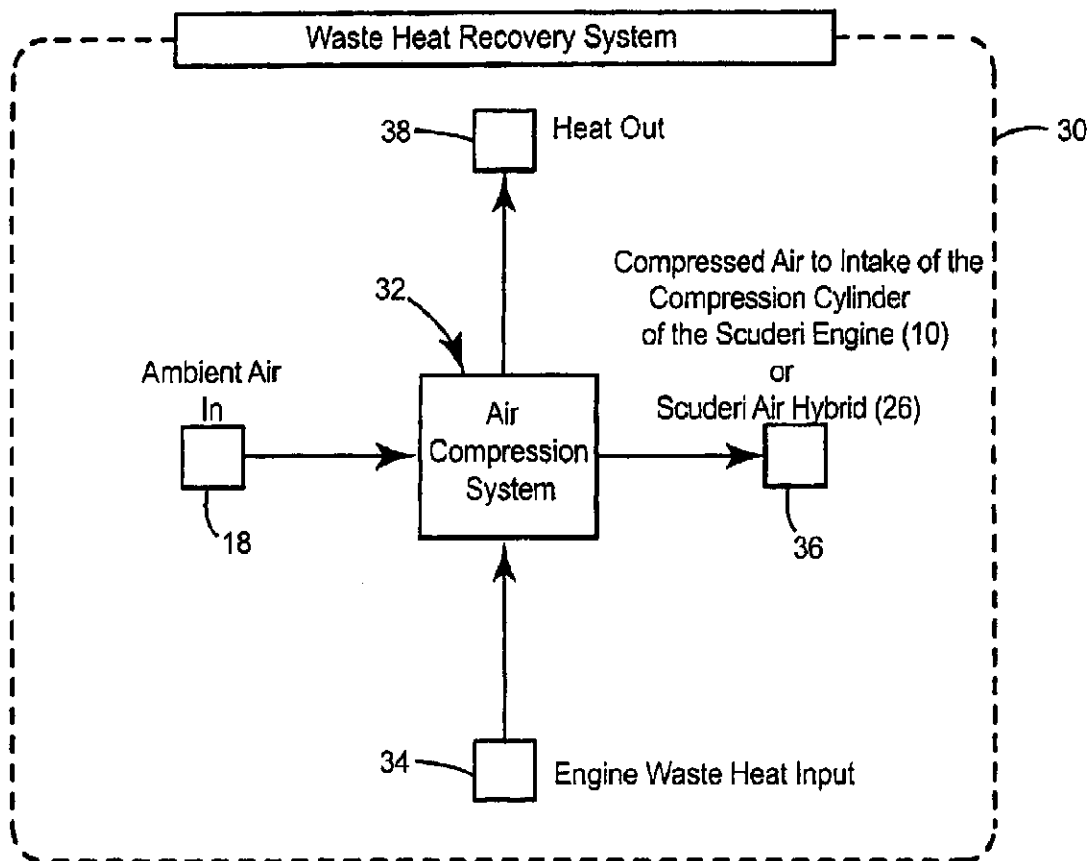 Waste Heat Recovery System
30
38
Heat Out
32
Compressed Air to Intake of the
Compression Cylinder
of the Scuderi Engine (10)
or
Scuderi Air Hybrid (26)
Ambient Air
In
Air
Compression
System
18
36
34
Engine Waste Heat Input